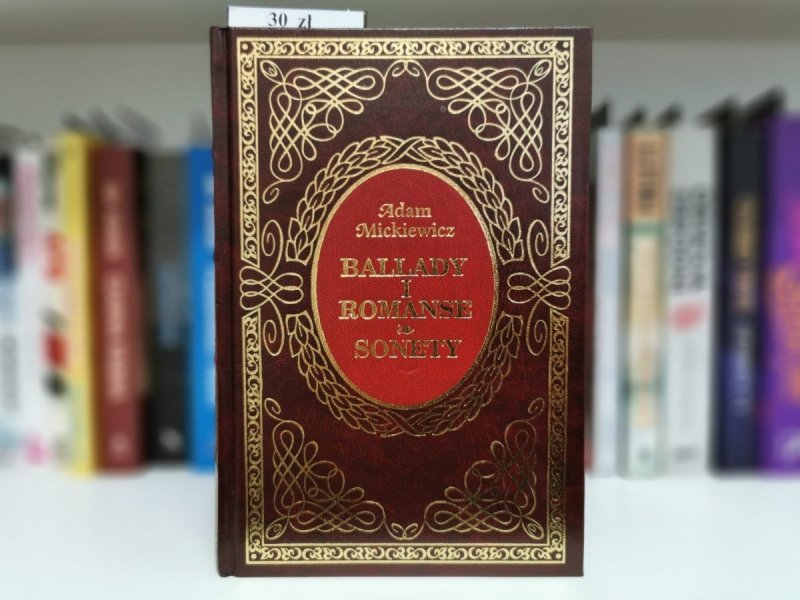 30 zł
Adam
Mickiewicz
BALLADY
I
ROMANSE
SONETY